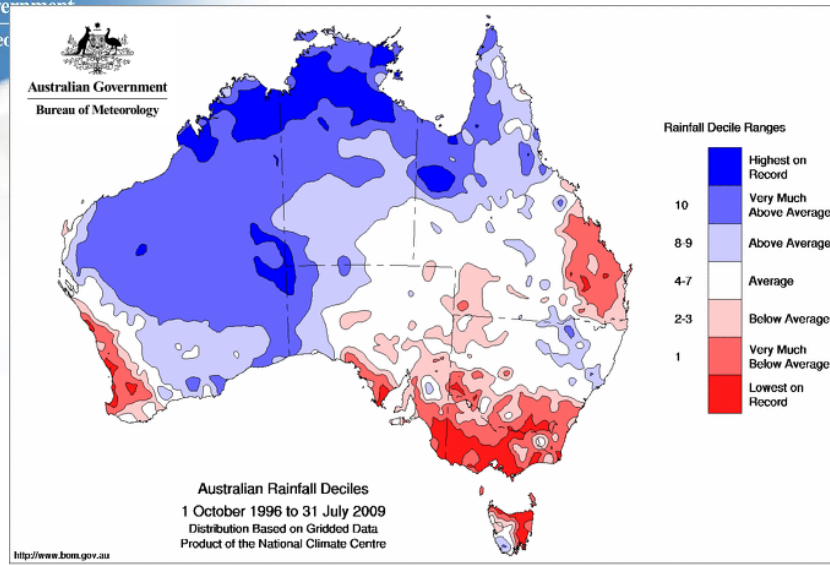 Australian Government
Bureau of Meteorology
Rainfall Decile Ranges
Highest on
Record
10
Very Much
Above Average
8-9
Above Average
4-7
Average
2-3
Below Average
1
Very Much
Below Average
Lowest on
Record
Australian Rainfall Deciles
1 October 1996 to 31 July 2009
Distribution Based on Gridded Data
Product of the National Climate Centre
http://www.bom.gov.au